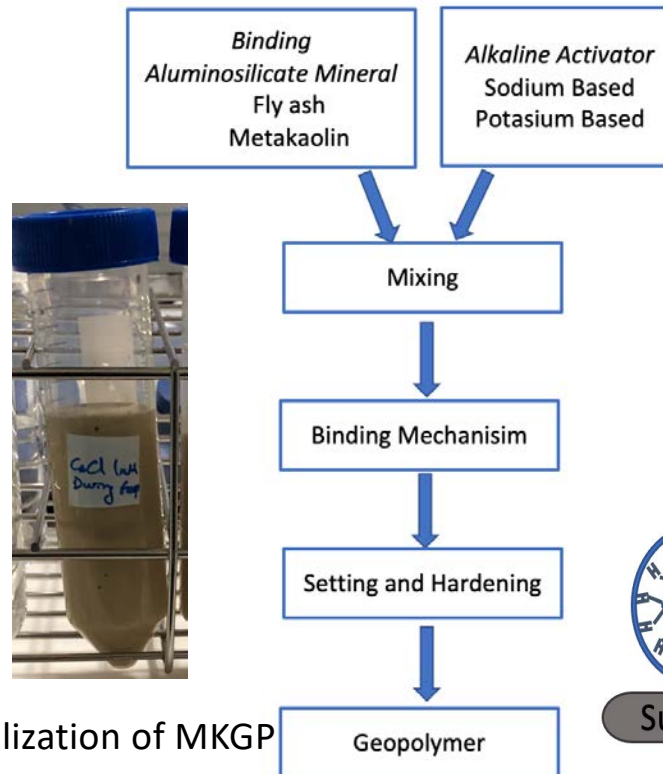 Binding
Aluminosilicate Mineral
Fly ash
Metakaolin
Alkaline Activator
Sodium Based
Potasium Based
Mixing
Binding Mechanisim
During
Setting and Hardening
lization of MKGP
Geopolymer
Su
H
H
H
H